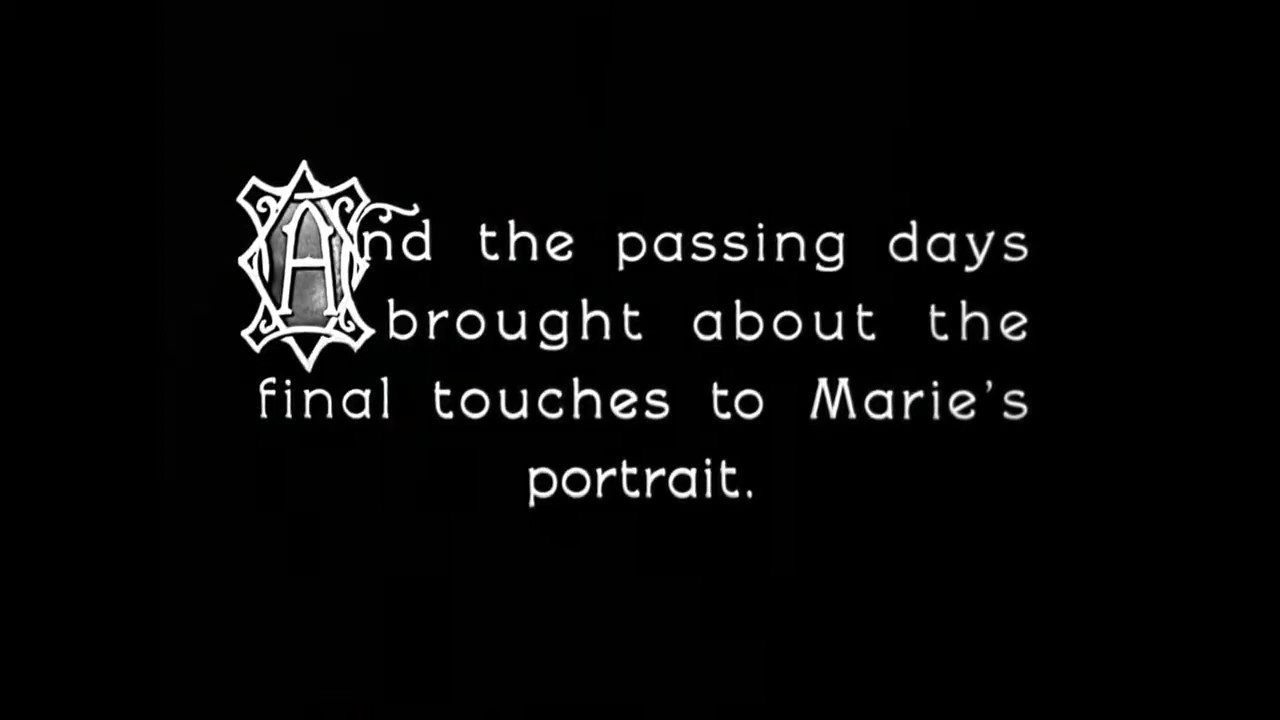 And the passing days
brought about the
final touches to Marie's
portrait.